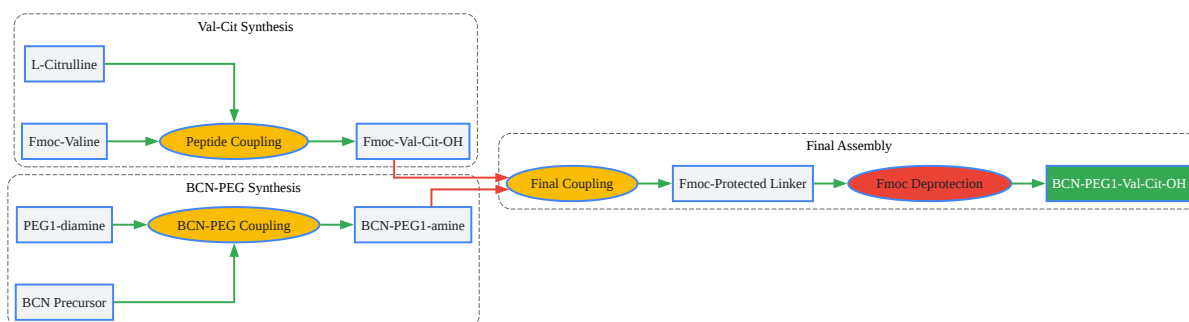 Val-Cit Synthesis
L-Citrulline
Fmoc-Valine
Peptide Coupling
Fmoc-Val-Cit-OH
BCN-PEG Synthesis
PEG1-diamine
BCN-PEG Coupling
BCN-PEG1-amine
BCN Precursor
Final Assembly
Final Coupling
Fmoc-Protected Linker
Fmoc Deprotection
BCN-PEG1-Val-Cit-OH